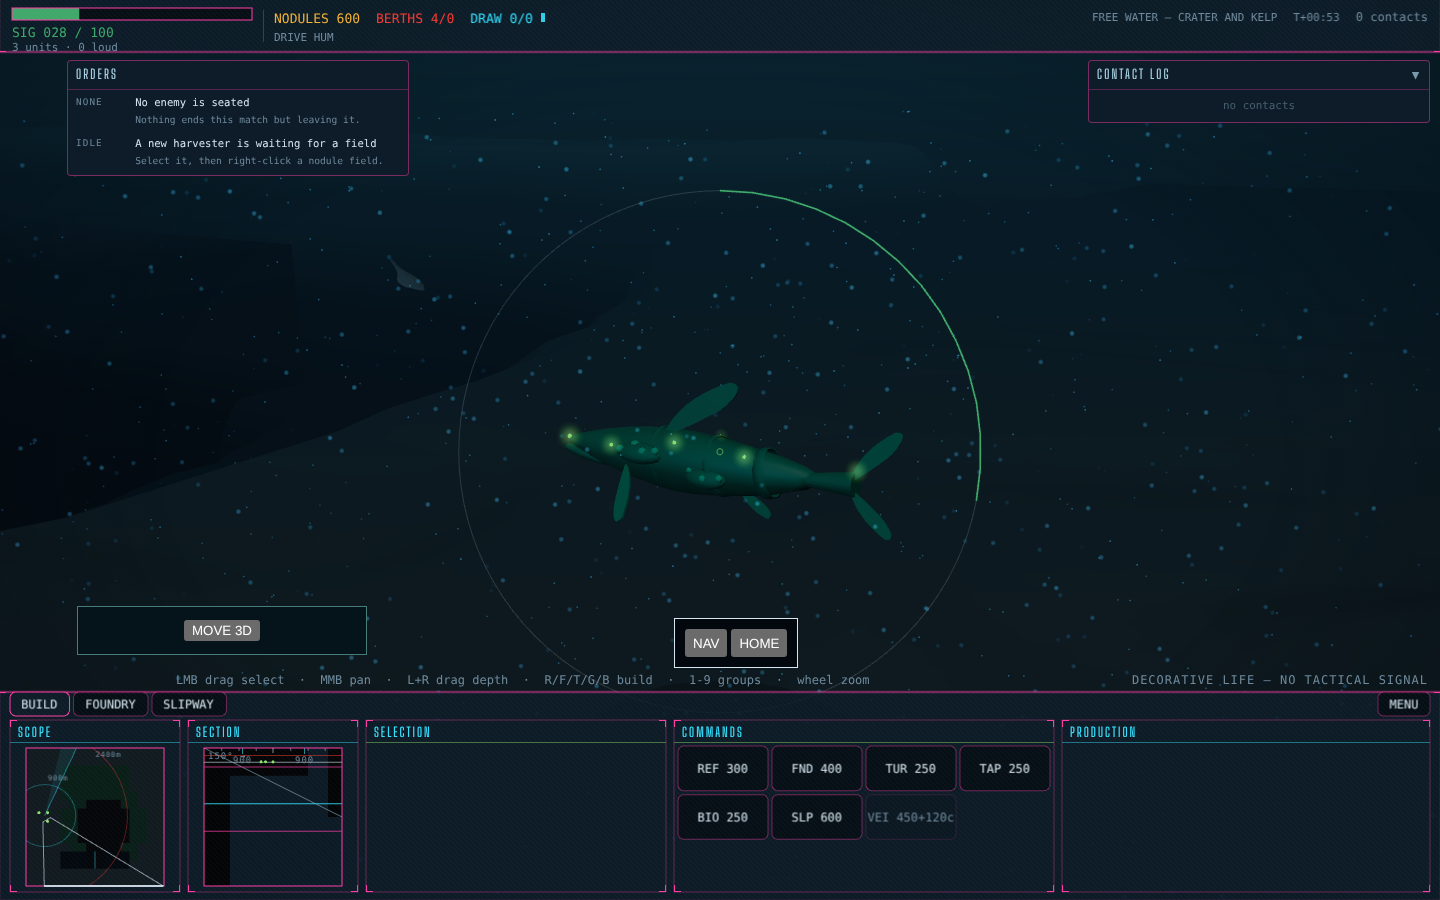 SIG 028 / 100
3 units · 0 loud
NODULES 600 BERTHS 4/0 DRAW 0/0
DRIVE HUM
FREE WATER — CRATER AND KELP T+00:53 0 contacts
ORDERS
NONE No enemy is seated
Nothing ends this match but leaving it.
IDLE A new harvester is waiting for a field
Select it, then right-click a nodule field.
CONTACT LOG ▼
no contacts
MOVE 3D
NAV HOME
LMB drag select · MMB pan · L+R drag depth · R/F/T/G/B build · 1-9 groups · wheel zoom
DECORATIVE LIFE — NO TACTICAL SIGNAL
BUILD FOUNDRY SLIPWAY
MENU
SCOPE
2400m
900m
SECTION
150° 900 900
SELECTION
COMMANDS
REF 300 FND 400 TUR 250 TAP 250
BIO 250 SLP 600 VEI 450+120c
PRODUCTION